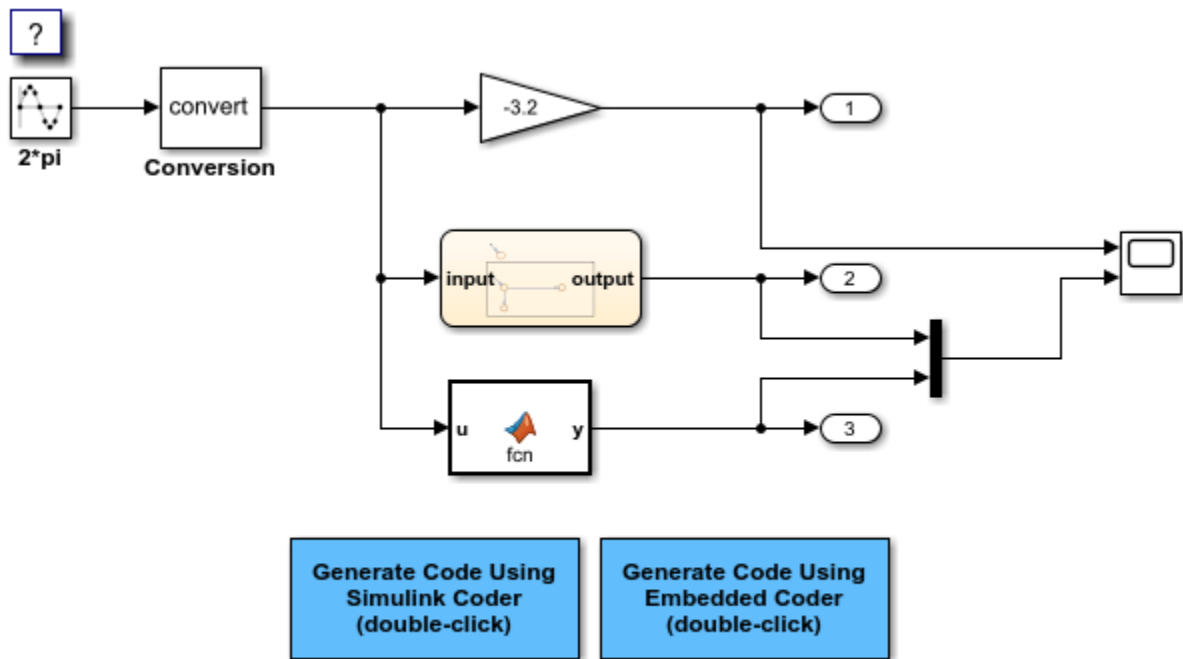 ?
convert
-3.2
1
2*pi
Conversion
input
output
2
u
y
fcn
3
Generate Code Using
Simulink Coder
(double-click)
Generate Code Using
Embedded Coder
(double-click)